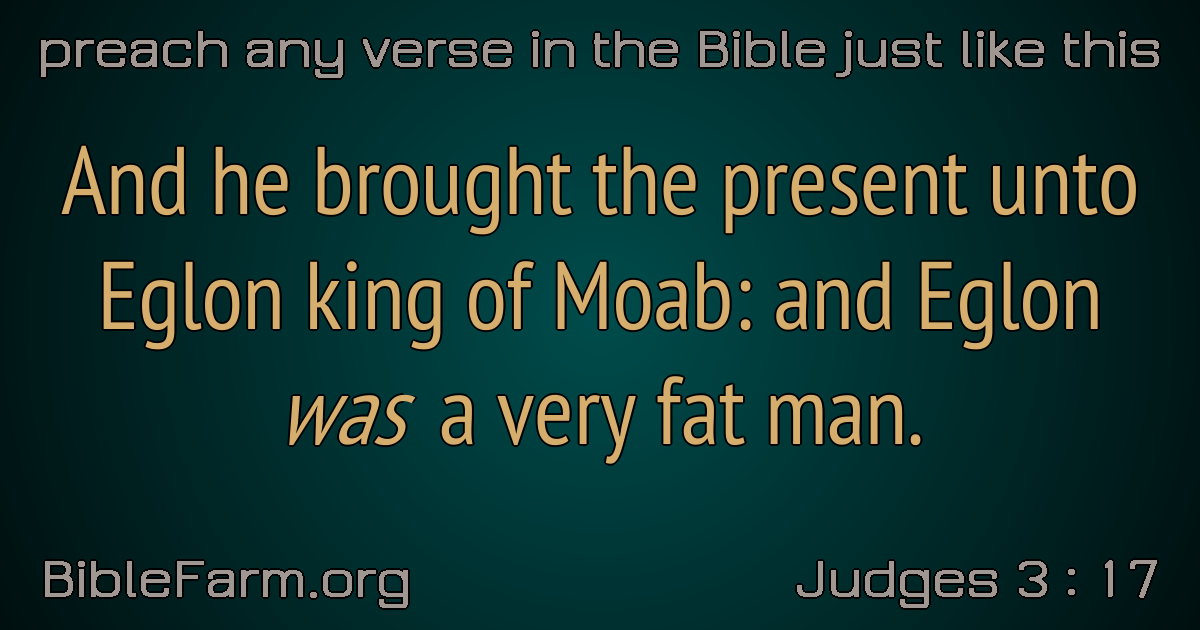 preach any verse in the Bible just like this
And he brought the present unto
Eglon king of Moab: and Eglon
was a very fat man.
BibleFarm.org
Judges 3 : 17